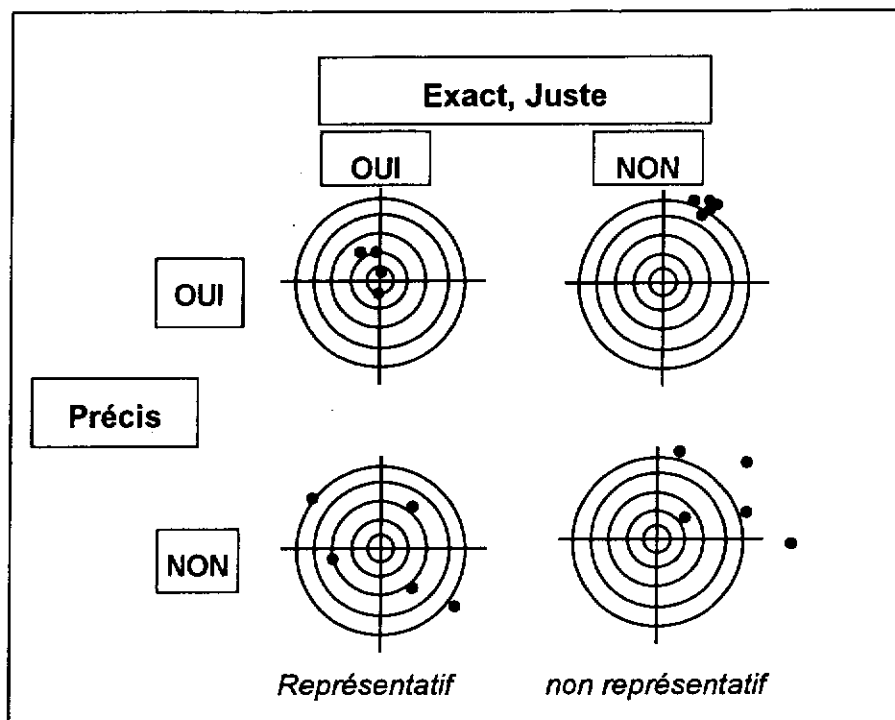 Exact, Juste
OUI
NON
OUI
Précis
NON
Représentatif
non représentatif